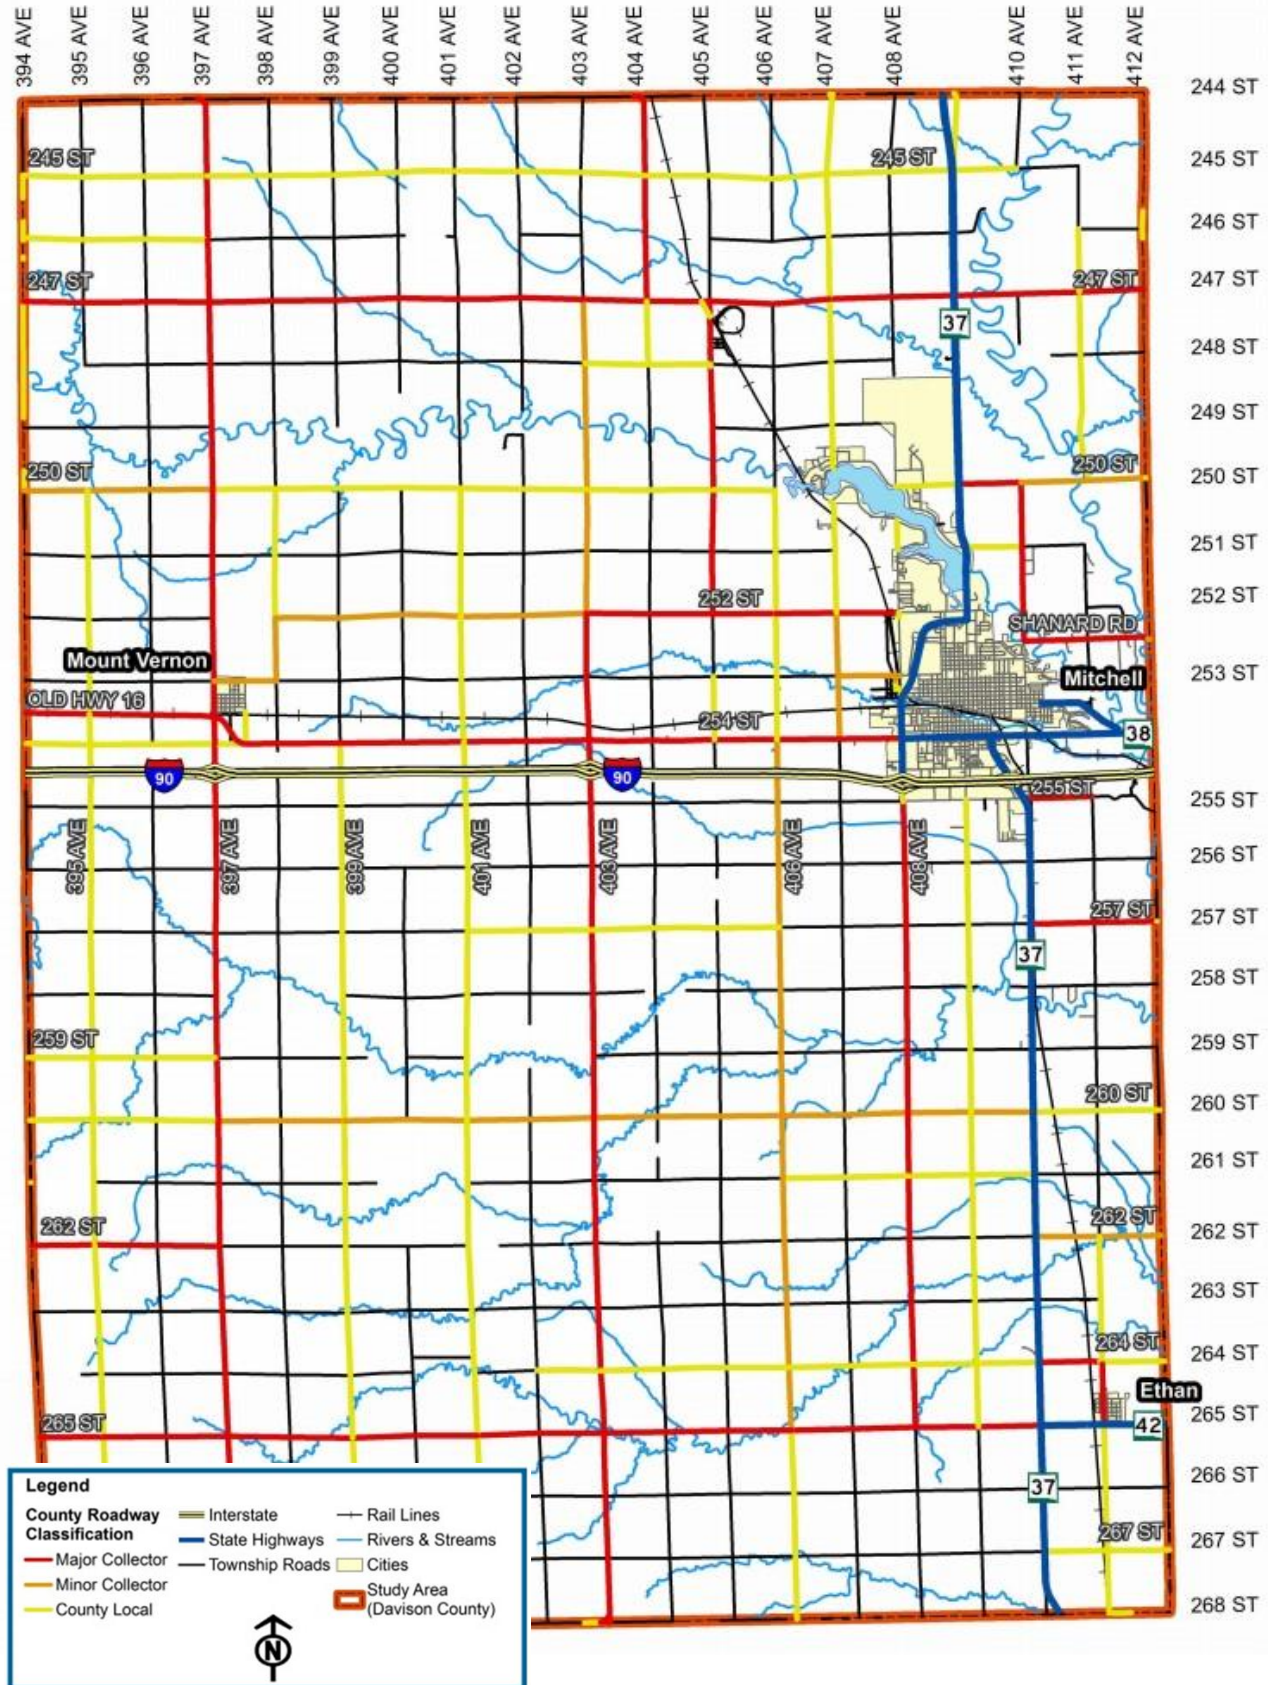 394 AVE
395 AVE
396 AVE
397 AVE
398 AVE
399 AVE
400 AVE
401 AVE
402 AVE
403 AVE
404 AVE
405 AVE
406 AVE
407 AVE
408 AVE
410 AVE
411 AVE
412 AVE
244 ST
245 ST
245 ST
245 ST
246 ST
247 ST
247 ST
247 ST
37
248 ST
249 ST
250 ST
250 ST
250 ST
251 ST
252 ST
252 ST
SHANARD RD
Mount Vernon
253 ST
Mitchell
OLD HWY 16
254 ST
38
90
90
255 ST
255 ST
395 AVE
397 AVE
399 AVE
401 AVE
403 AVE
406 AVE
408 AVE
256 ST
257 ST
257 ST
37
258 ST
259 ST
259 ST
260 ST
260 ST
261 ST
262 ST
262 ST
262 ST
263 ST
264 ST
264 ST
Ethan
265 ST
265 ST
42
266 ST
37
267 ST
267 ST
268 ST
Legend
County Roadway
Classification
Major Collector
Minor Collector
County Local
Interstate
State Highways
Township Roads
Rail Lines
Rivers & Streams
Cities
Study Area
(Davison County)
N